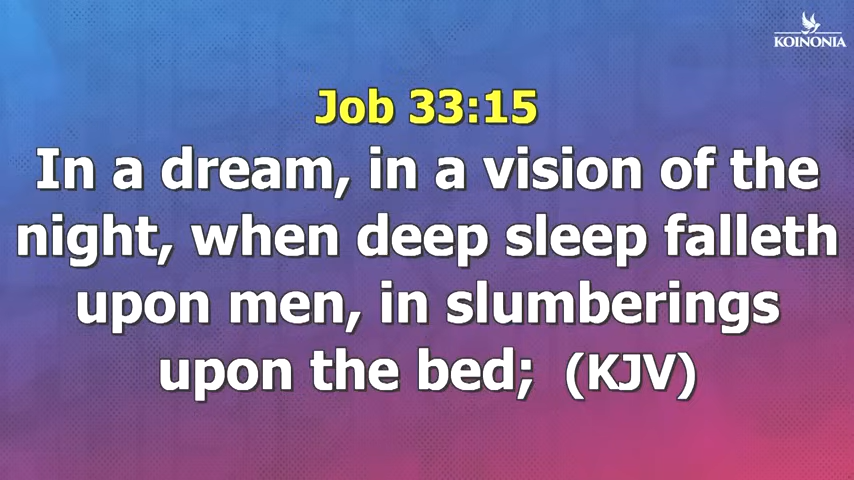 KOINONIA
Job 33:15
In a dream, in a vision of the
night, when deep sleep falleth
upon men, in slumberings
upon the bed; (KJV)